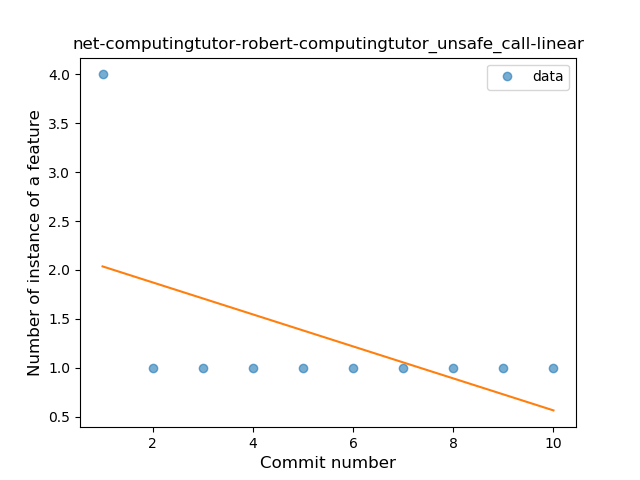 net-computingtutor-robert-computingtutor_unsafe_call-linear
data
Number of instance of a feature
4.0
3.5
3.0
2.5
2.0
1.5
1.0
0.5
2 4 6 8 10
Commit number